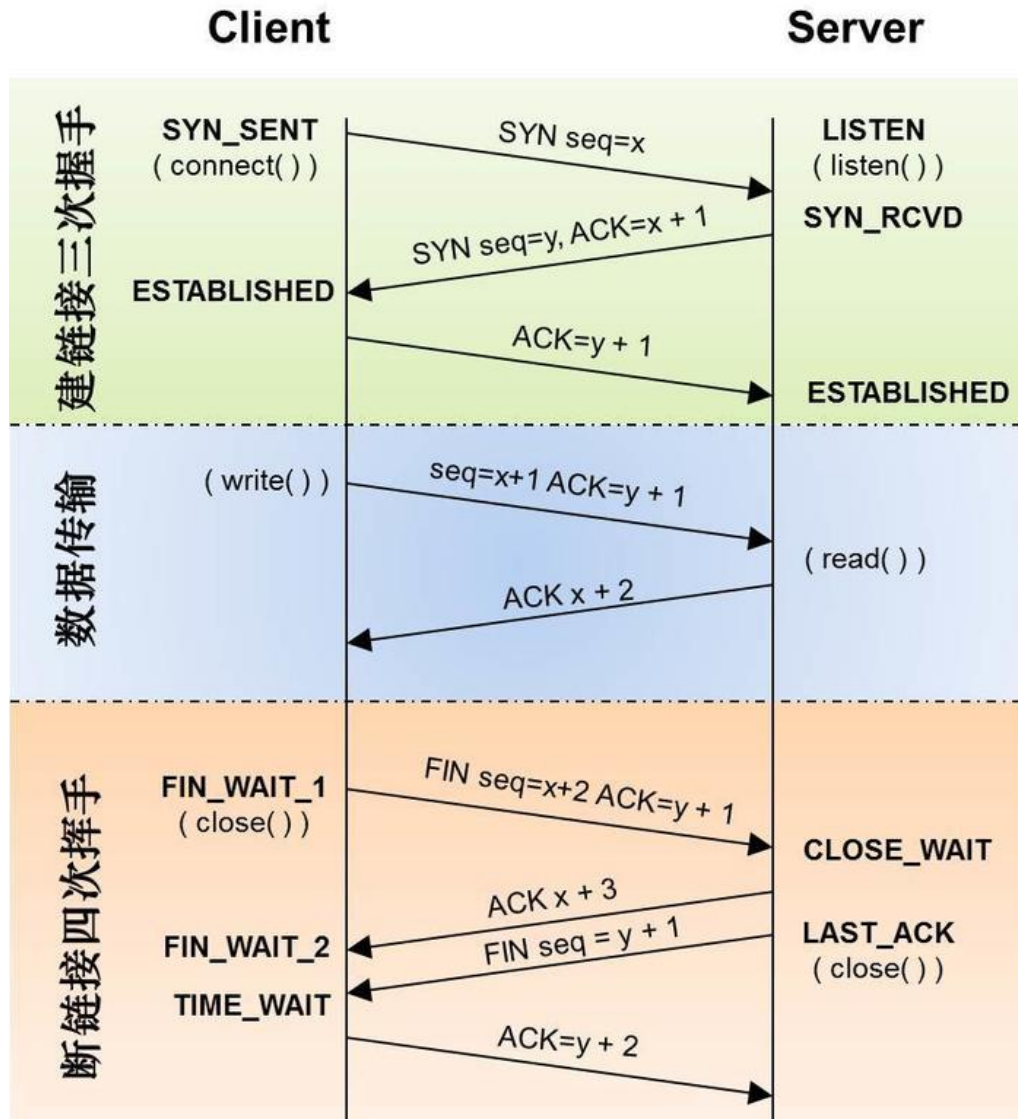 Client
Server
建链接三次握手
SYN_SENT
( connect( ) )
SYN seq=x
LISTEN
( listen( ) )
SYN_RCVD
SYN seq=y, ACK=x + 1
ESTABLISHED
ACK=y + 1
ESTABLISHED
数据传输
( write( ) )
seq=x+1 ACK=y + 1
( read( ) )
ACK x + 2
断链接四次挥手
FIN_WAIT_1
( close( ) )
FIN seq=x+2 ACK=y + 1
CLOSE_WAIT
ACK x + 3
FIN_WAIT_2
FIN seq = y + 1
LAST_ACK
( close( ) )
TIME_WAIT
ACK=y + 2